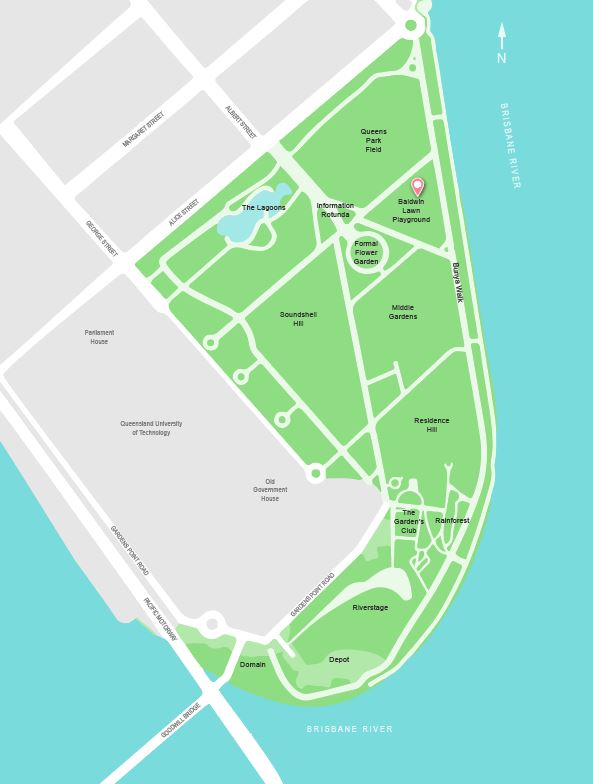 N
BRISBANE RIVER
MARGARET STREET
ALBERT STREET
Queens
Park
Field
ALICE STREET
GEORGE STREET
The Lagoons
Information
Rotunda
Baldwin
Lawn
Playground
Formal
Flower
Garden
Bunya Walk
Soundshell
Hill
Middle
Gardens
Parliament
House
Queensland University
of Technology
Residence
Hill
Old
Government
House
The
Garden's
Club
Rainforest
GARDENS POINT ROAD
PACIFIC MOTORWAY
GARDENS POINT ROAD
Riverstage
Domain
Depot
GOODWILL BRIDGE
BRISBANE RIVER